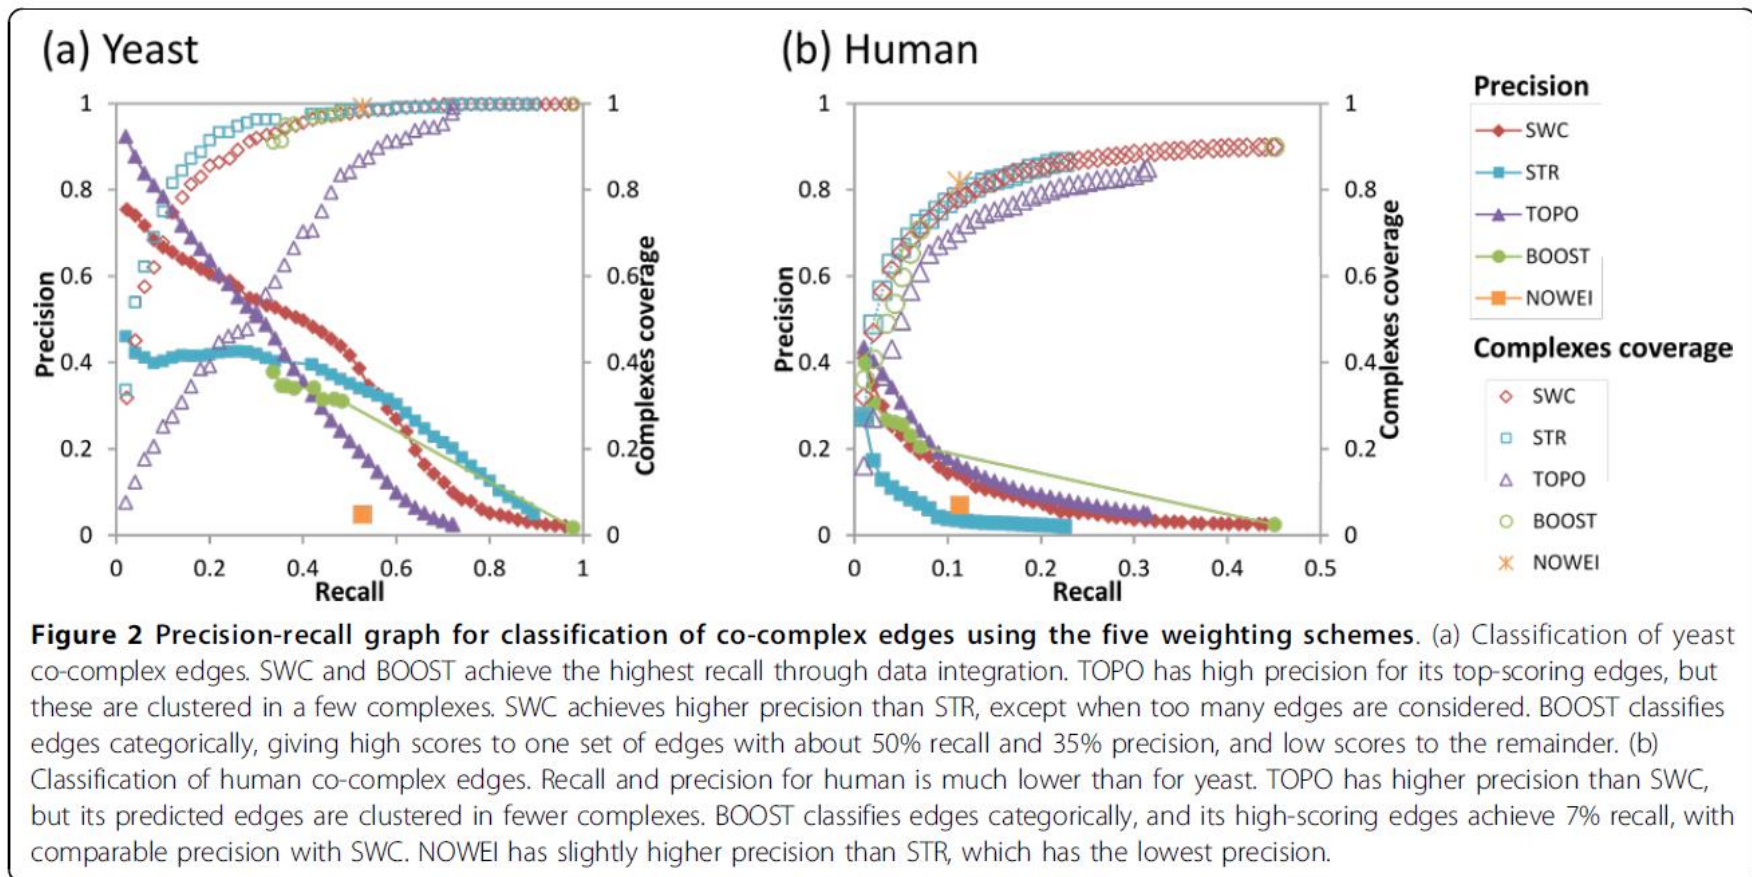 (a) Yeast
(b) Human
1
0.8
0.6
0.4
0.2
0
Precision
0
0.2
0.4
0.6
0.8
1
Recall
1
0.8
0.6
0.4
0.2
0
Complexes coverage
1
0.8
0.6
0.4
0.2
0
Precision
0
0.1
0.2
0.3
0.4
0.5
Recall
1
0.8
0.6
0.4
0.2
0
Complexes coverage
Precision
SWC
STR
TOPO
BOOST
NOWEI
Complexes coverage
SWC
STR
TOPO
BOOST
NOWEI
Figure 2 Precision-recall graph for classification of co-complex edges using the five weighting schemes. (a) Classification of yeast
co-complex edges. SWC and BOOST achieve the highest recall through data integration. TOPO has high precision for its top-scoring edges, but
these are clustered in a few complexes. SWC achieves higher precision than STR, except when too many edges are considered. BOOST classifies
edges categorically, giving high scores to one set of edges with about 50% recall and 35% precision, and low scores to the remainder. (b)
Classification of human co-complex edges. Recall and precision for human is much lower than for yeast. TOPO has higher precision than SWC,
but its predicted edges are clustered in fewer complexes. BOOST classifies edges categorically, and its high-scoring edges achieve 7% recall, with
comparable precision with SWC. NOWEI has slightly higher precision than STR, which has the lowest precision.